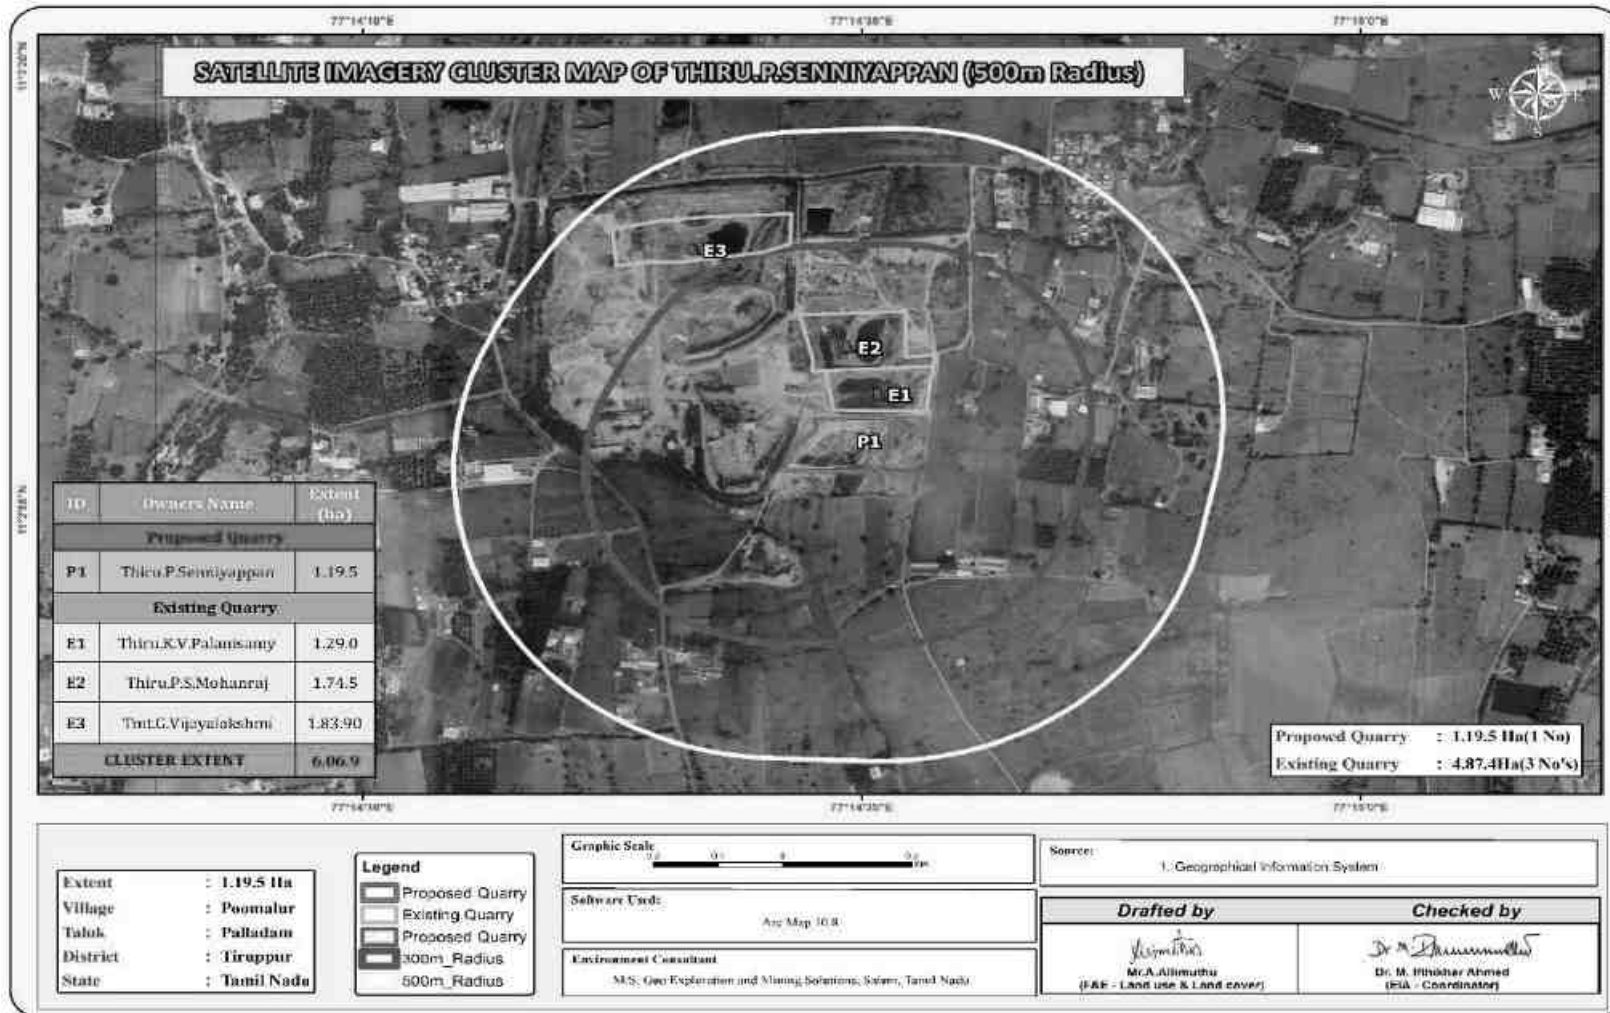 77°14'10"E 77°14'30"E 77°15'0"E
SATELLITE IMAGERY CLUSTER MAP OF THIRU.P.SENNIYAPPAN (500m Radius)
W E
S
E3
E2
E1
P1
ID Owners Name Extent (ha)
Proposed Quarry
P1 Thiru.P.Senniyappan 1.19.5
Existing Quarry
E1 Thiru.K.V.Palanisamy 1.29.0
E2 Thiru.P.S.Mohanraj 1.74.5
E3 Tmt.G.Vijayalakshmi 1.83.90
CLUSTER EXTENT 6.06.9
Proposed Quarry : 1.19.5 Ha(1 No)
Existing Quarry : 4.87.4Ha(3 No's)
77°15'0"E
Extent : 1.19.5 Ha
Village : Poomalur
Taluk : Palladam
District : Tiruppur
State : Tamil Nadu
Legend
Proposed Quarry
Existing Quarry
Proposed Quarry
300m_Radius
500m_Radius
Graphic Scale
Software Used:
Arc Map 10.8
Environment Consultant
M/S. Geo Exploration and Mining Solutions, Salem, Tamil Nadu
Source:
1. Geographical Information System
Drafted by Checked by
Mr.A.Allimuthu
(FAE - Land use & Land cover)
Dr. M. Ifthikhar Ahmed
(EIA - Coordinator)